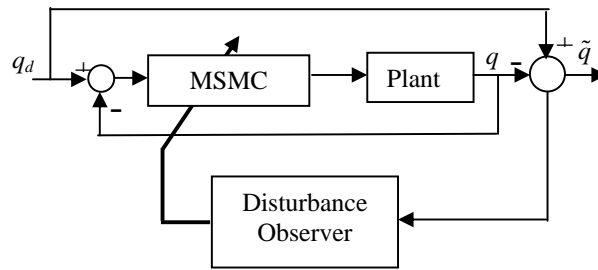 q_d
+
-
MSMC
Plant
q
-
+
q̃
Disturbance
Observer